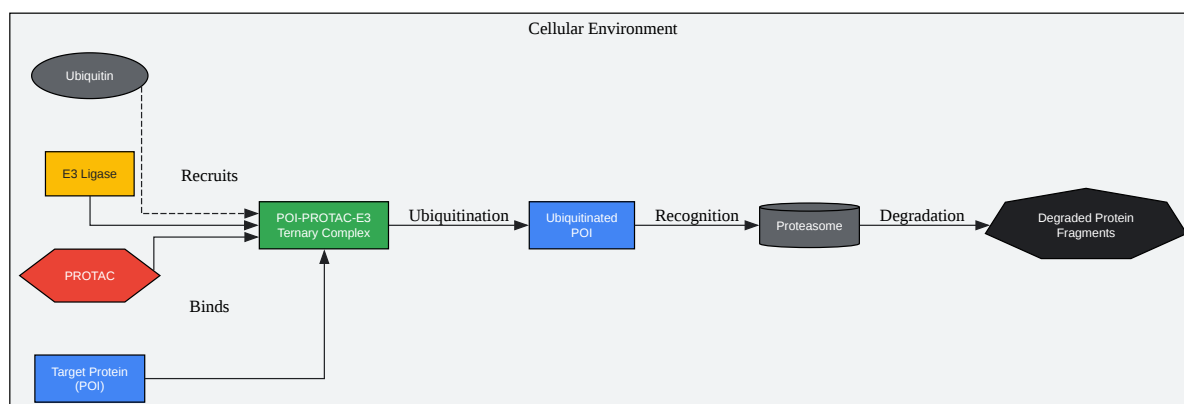 Cellular Environment
Ubiquitin
E3 Ligase
Recruits
PROTAC
Binds
Target Protein
(POI)
POI-PROTAC-E3
Ternary Complex
Ubiquitination
Ubiquitinated
POI
Recognition
Proteasome
Degradation
Degraded Protein
Fragments